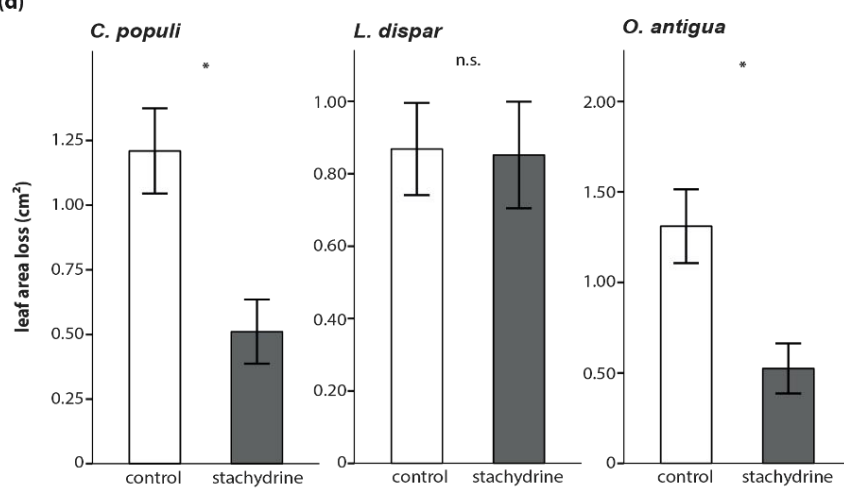 (d)
C. populi
L. dispar
O. antigua
*
n.s.
*
leaf area loss (cm²)
1.25
1.00
0.75
0.50
0.25
0
1.00
0.80
0.60
0.40
0.20
0
2.00
1.50
1.00
0.50
0
control
stachydrine
control
stachydrine
control
stachydrine